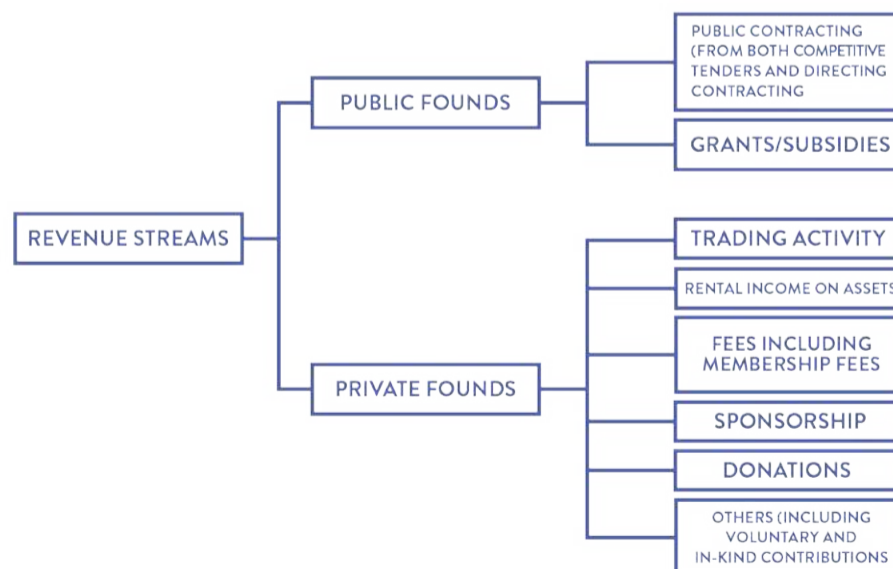 REVENUE STREAMS
PUBLIC FOUNDS
PUBLIC CONTRACTING
(FROM BOTH COMPETITIVE
TENDERS AND DIRECTING
CONTRACTING
GRANTS/SUBSIDIES
PRIVATE FOUNDS
TRADING ACTIVITY
RENTAL INCOME ON ASSETS
FEES INCLUDING
MEMBERSHIP FEES
SPONSORSHIP
DONATIONS
OTHERS (INCLUDING
VOLUNTARY AND
IN-KIND CONTRIBUTIONS